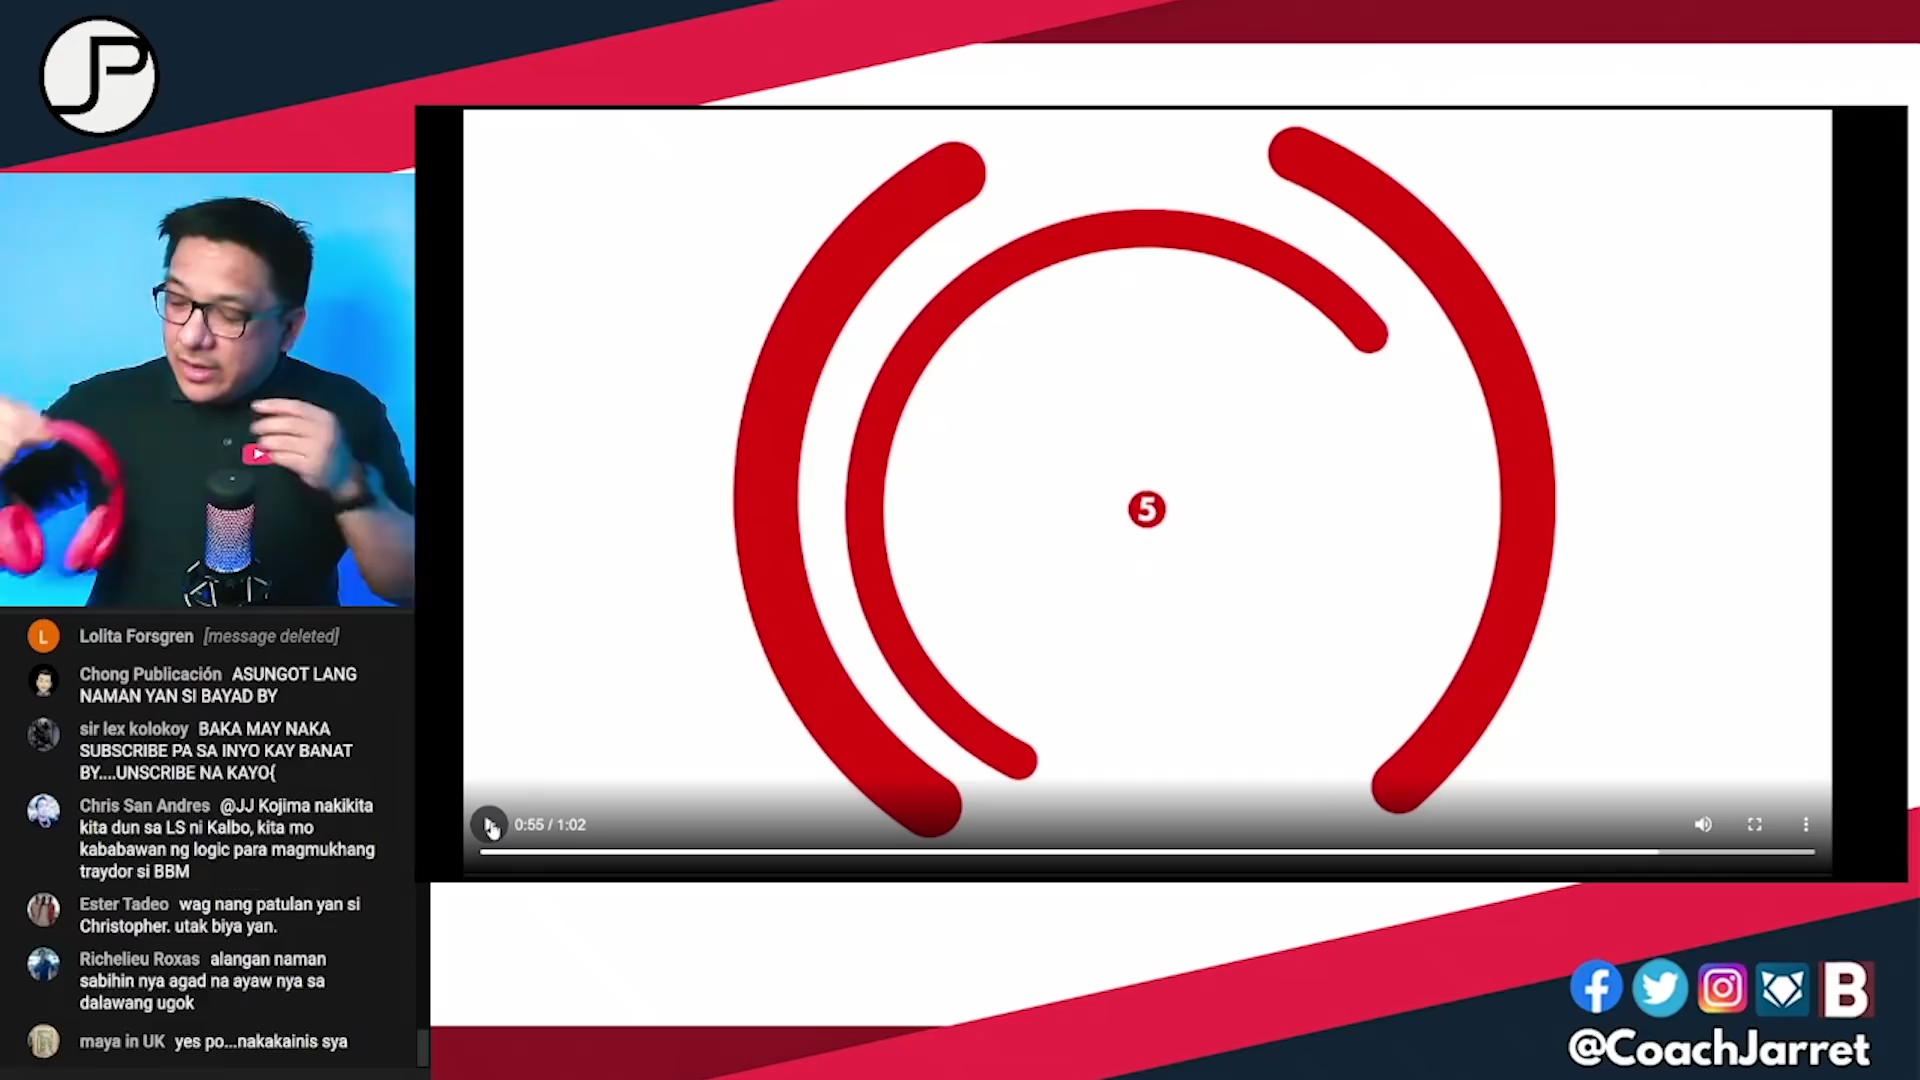 JP
5
0:55 / 1:02
L
Lolita Forsgren [message deleted]
Chong Publicación ASUNGOT LANG
NAMAN YAN SI BAYAD BY
sir lex kolokoy BAKA MAY NAKA
SUBSCRIBE PA SA INYO KAY BANAT
BY....UNSCRIBE NA KAYO(
Chris San Andres @JJ Kojima nakikita
kita dun sa LS ni Kalbo, kita mo
kababawan ng logic para magmukhang
traydor si BBM
Ester Tadeo wag nang patulan yan si
Christopher. utak biya yan.
Richelieu Roxas alangan naman
sabihin nya agad na ayaw nya sa
dalawang ugok
maya in UK yes po...nakakainis sya
B
@CoachJarret